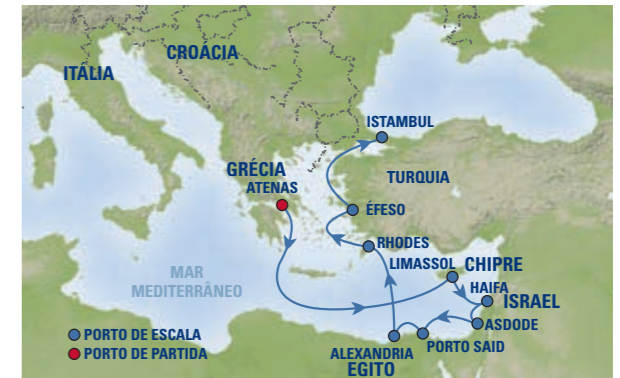 CROÁCIA
ITÁLIA
ISTAMBUL
GRÉCIA
ATENAS
TURQUIA
ÉFESO
RHODES
LIMASSOL
CHIPRE
MAR
MEDITERRÂNEO
HAIFA
ISRAEL
ASDODE
PORTO DE ESCALA
PORTO DE PARTIDA
PORTO SAID
ALEXANDRIA
EGITO